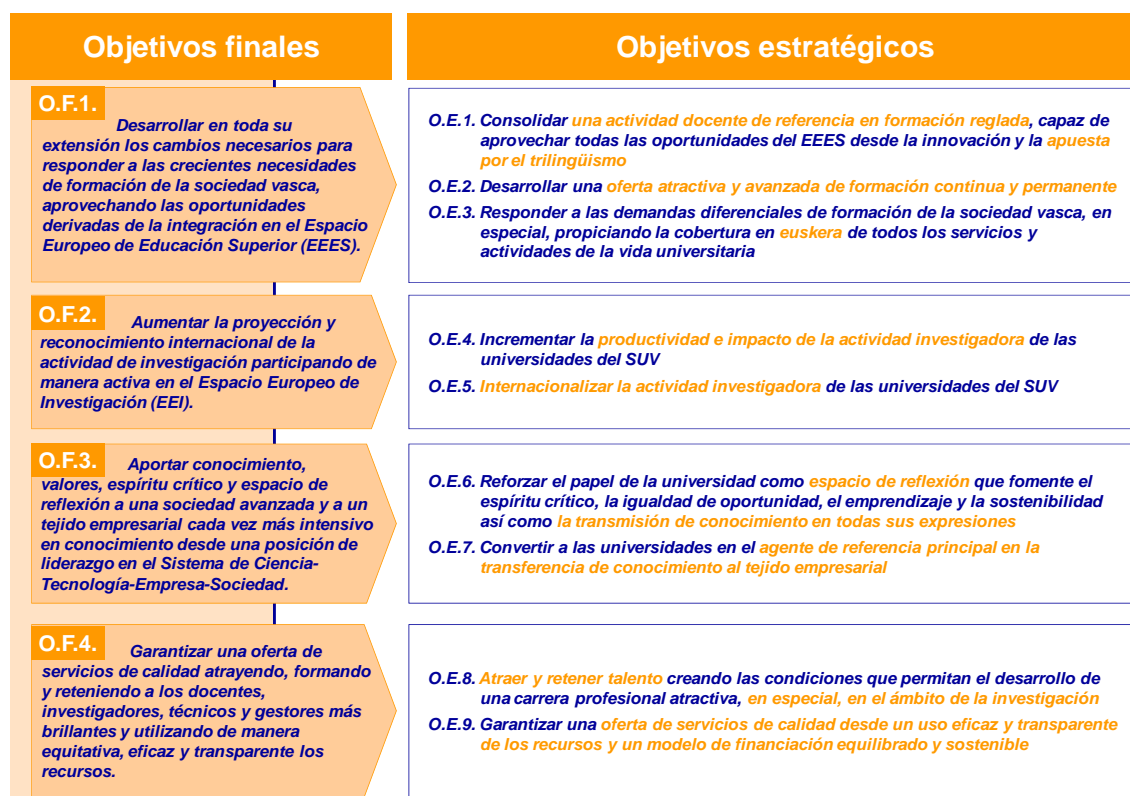 Objetivos finales
Objetivos estratégicos
O.F.1.
Desarrollar en toda su
extensión los cambios necesarios para
responder a las crecientes necesidades
de formación de la sociedad vasca,
aprovechando las oportunidades
derivadas de la integración en el Espacio
Europeo de Educación Superior (EEES).
O.E.1. Consolidar una actividad docente de referencia en formación reglada, capaz de
aprovechar todas las oportunidades del EEES desde la innovación y la apuesta
por el trilingüismo
O.E.2. Desarrollar una oferta atractiva y avanzada de formación continua y permanente
O.E.3. Responder a las demandas diferenciales de formación de la sociedad vasca, en
especial, propiciando la cobertura en euskera de todos los servicios y
actividades de la vida universitaria
O.F.2.
Aumentar la proyección y
reconocimiento internacional de la
actividad de investigación participando de
manera activa en el Espacio Europeo de
Investigación (EEI).
O.E.4. Incrementar la productividad e impacto de la actividad investigadora de las
universidades del SUV
O.E.5. Internacionalizar la actividad investigadora de las universidades del SUV
O.F.3.
Aportar conocimiento,
valores, espíritu crítico y espacio de
reflexión a una sociedad avanzada y a un
tejido empresarial cada vez más intensivo
en conocimiento desde una posición de
liderazgo en el Sistema de Ciencia-
Tecnología-Empresa-Sociedad.
O.E.6. Reforzar el papel de la universidad como espacio de reflexión que fomente el
espíritu crítico, la igualdad de oportunidad, el emprendizaje y la sostenibilidad
así como la transmisión de conocimiento en todas sus expresiones
O.E.7. Convertir a las universidades en el agente de referencia principal en la
transferencia de conocimiento al tejido empresarial
O.F.4.
Garantizar una oferta de
servicios de calidad atrayendo, formando
y reteniendo a los docentes,
investigadores, técnicos y gestores más
brillantes y utilizando de manera
equitativa, eficaz y transparente los
recursos.
O.E.8. Atraer y retener talento creando las condiciones que permitan el desarrollo de
una carrera profesional atractiva, en especial, en el ámbito de la investigación
O.E.9. Garantizar una oferta de servicios de calidad desde un uso eficaz y transparente
de los recursos y un modelo de financiación equilibrado y sostenible